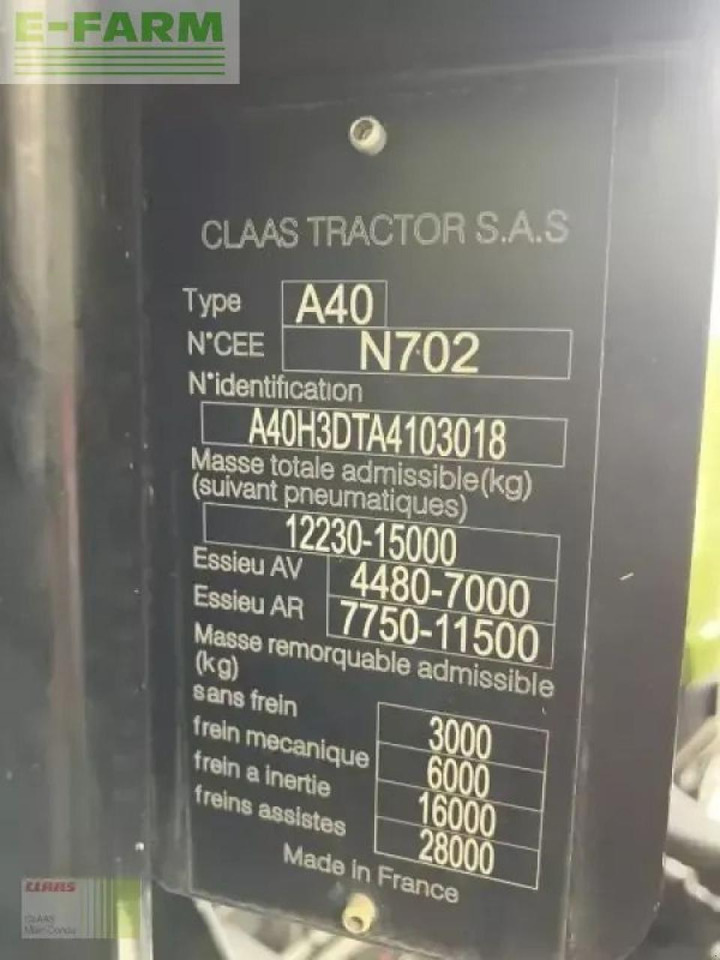 E-FARM
CLAAS TRACTOR S.A.S
Type A40
N°CEE N702
N°identification
A40H3DTA4103018
Masse totale admissible(kg)
(suivant pneumatiques)
12230-15000
Essieu AV 4480-7000
Essieu AR 7750-11500
Masse remorquable admissible
(kg)
sans frein 3000
frein mecanique 6000
frein a inertie 16000
freins assistes 28000
Made in France
CLAAS
CLAAS